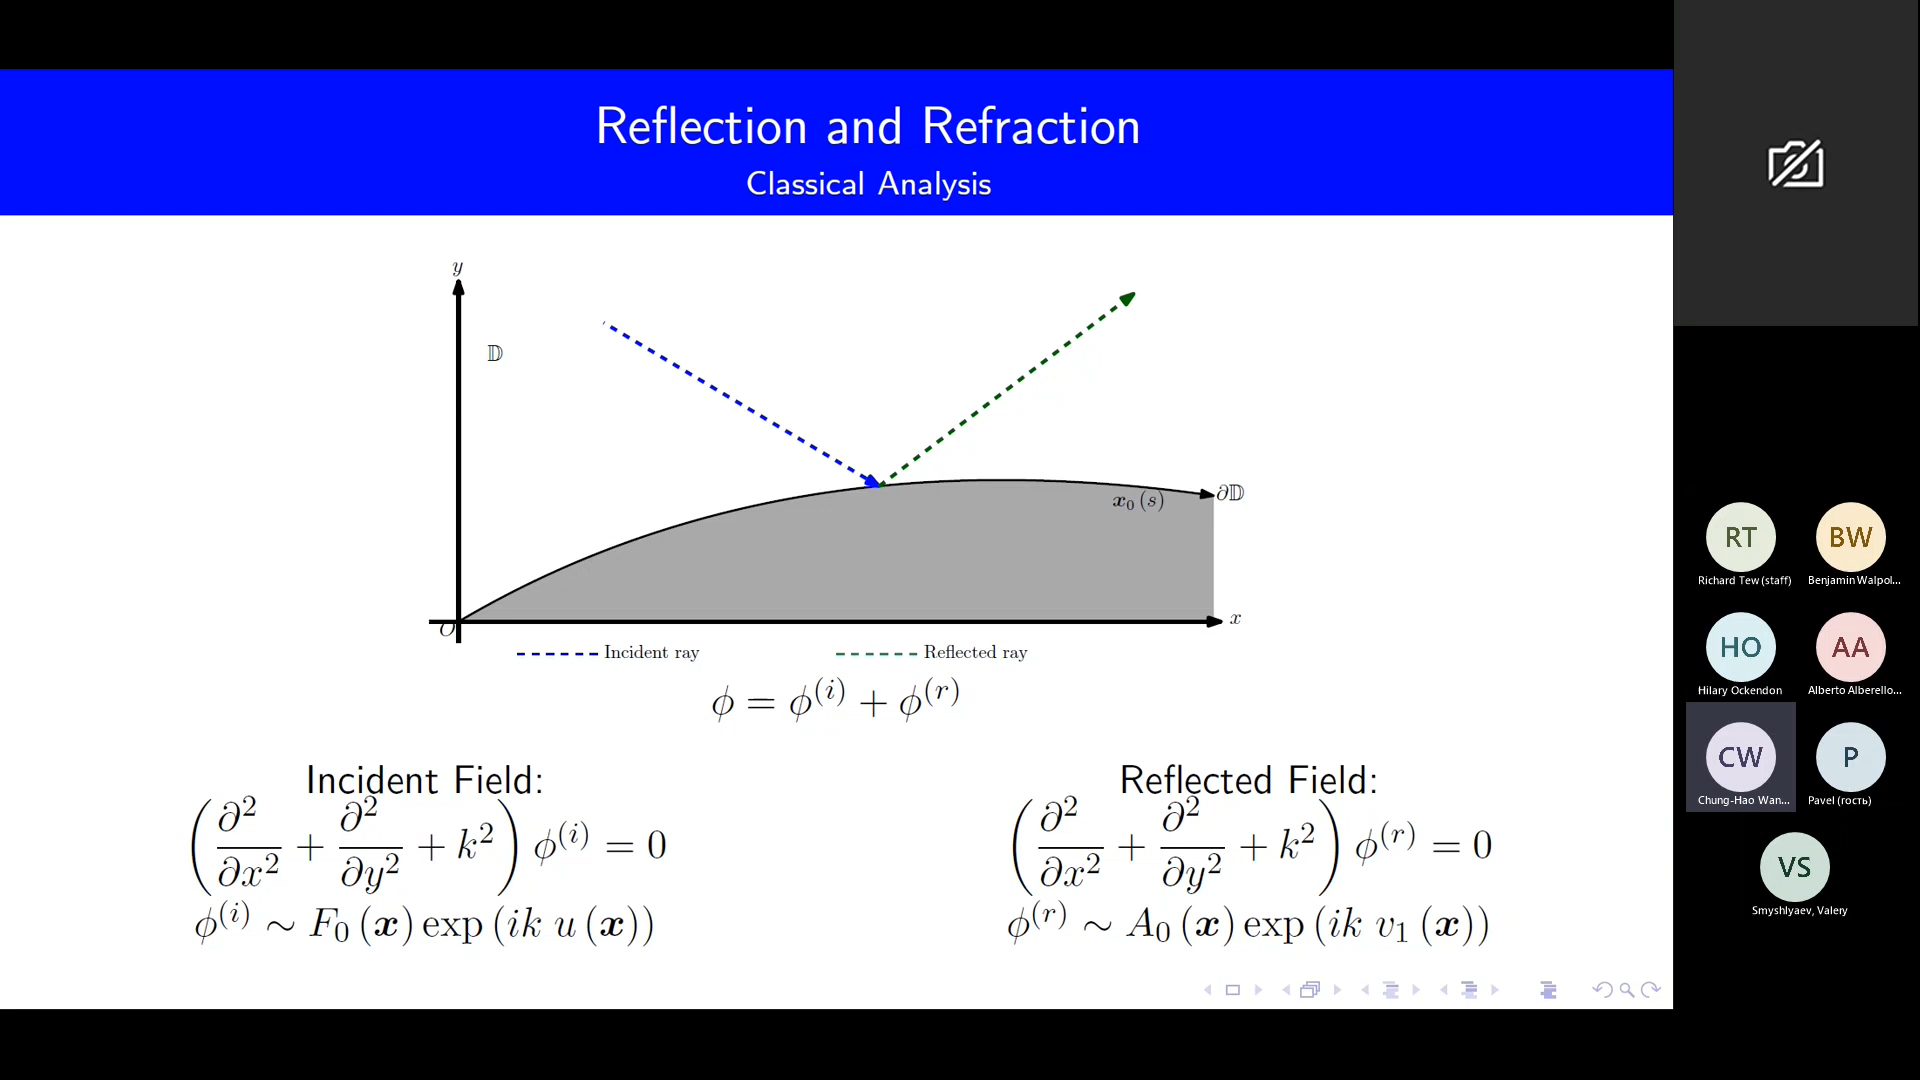 Reflection and Refraction
Classical Analysis
y
𝔻
𝒙₀(s)
∂𝔻
O
x
Incident ray
Reflected ray
ϕ = ϕ^(i) + ϕ^(r)
Incident Field:
(∂²/∂x² + ∂²/∂y² + k²) ϕ^(i) = 0
ϕ^(i) ∼ F₀(𝒙) exp(ik u(𝒙))
Reflected Field:
(∂²/∂x² + ∂²/∂y² + k²) ϕ^(r) = 0
ϕ^(r) ∼ A₀(𝒙) exp(ik v₁(𝒙))
RT
Richard Tew (staff)
BW
Benjamin Walpol...
HO
Hilary Ockendon
AA
Alberto Alberello...
CW
Chung-Hao Wan...
P
Pavel (гость)
VS
Smyshlyaev, Valery